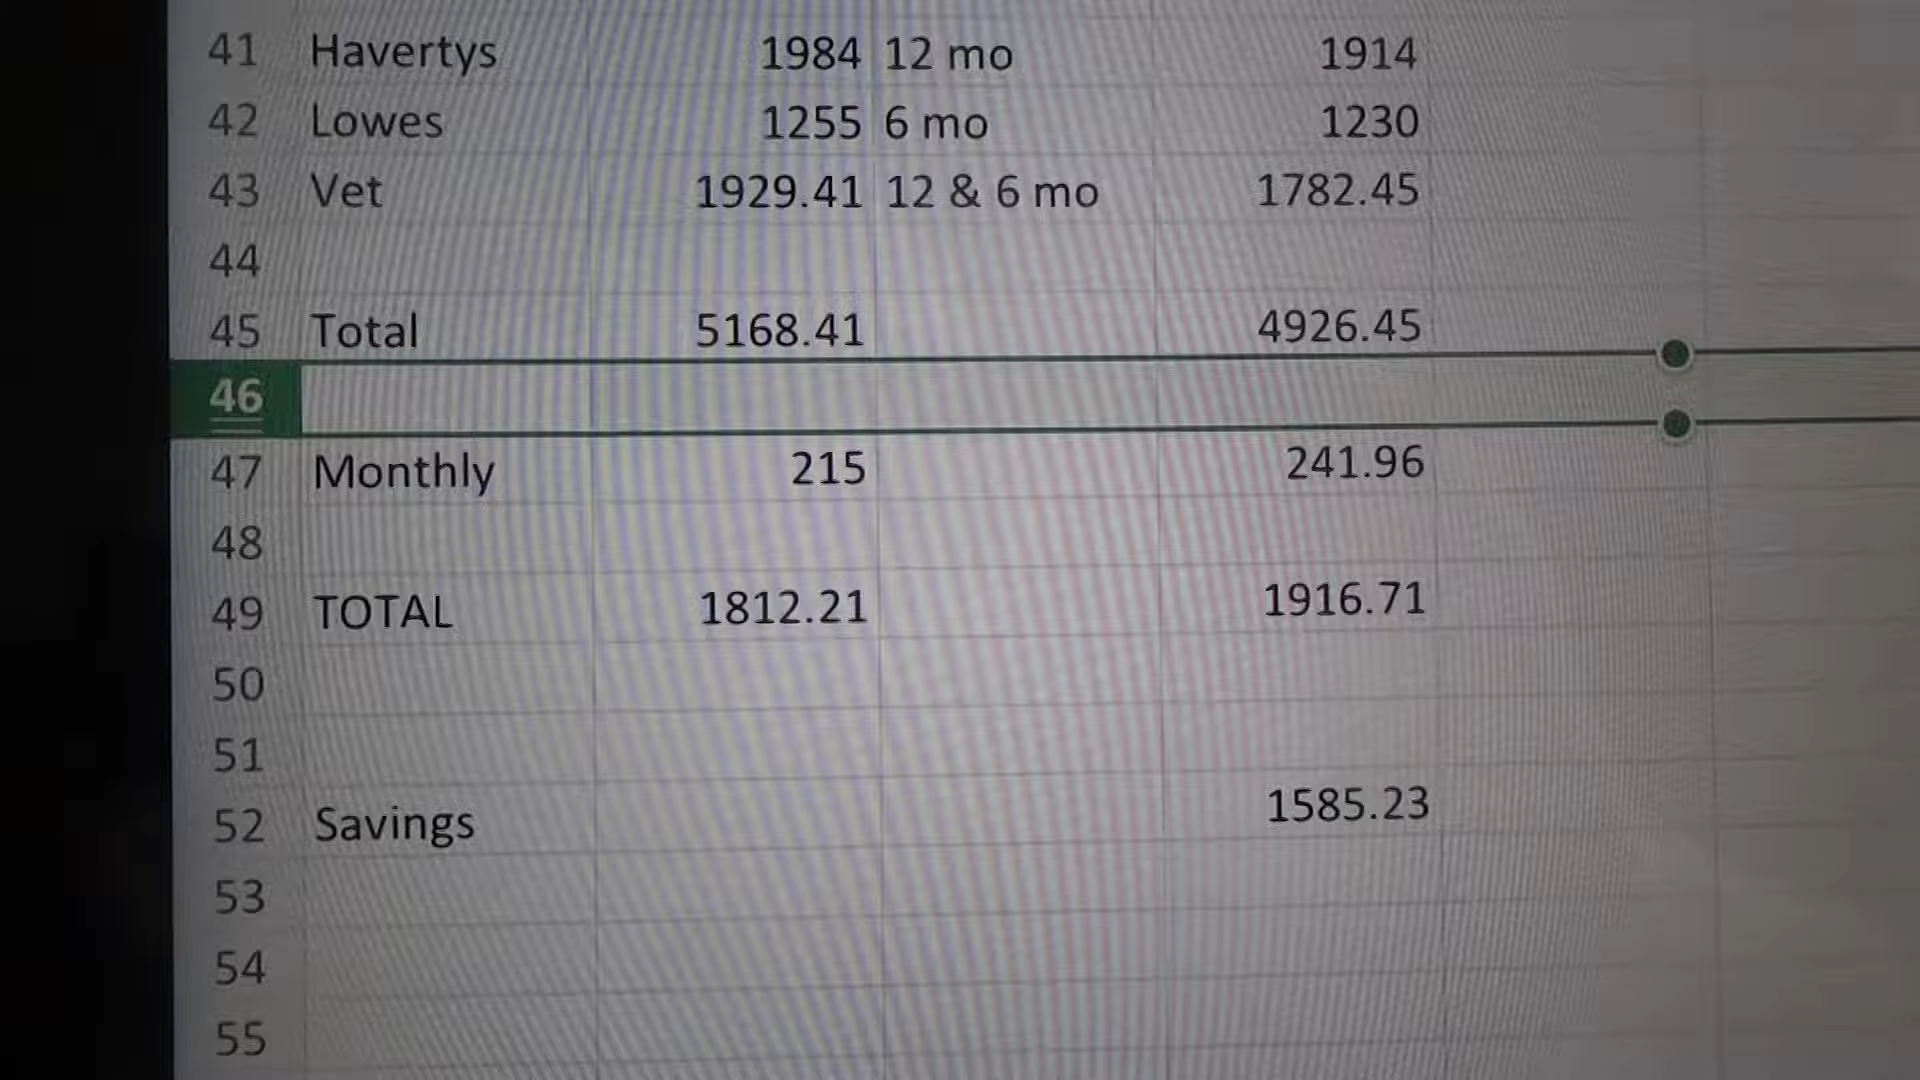 41 Havertys 1984 12 mo 1914
42 Lowes 1255 6 mo 1230
43 Vet 1929.41 12 & 6 mo 1782.45
44
45 Total 5168.41 4926.45
46
47 Monthly 215 241.96
48
49 TOTAL 1812.21 1916.71
50
51
52 Savings 1585.23
53
54
55